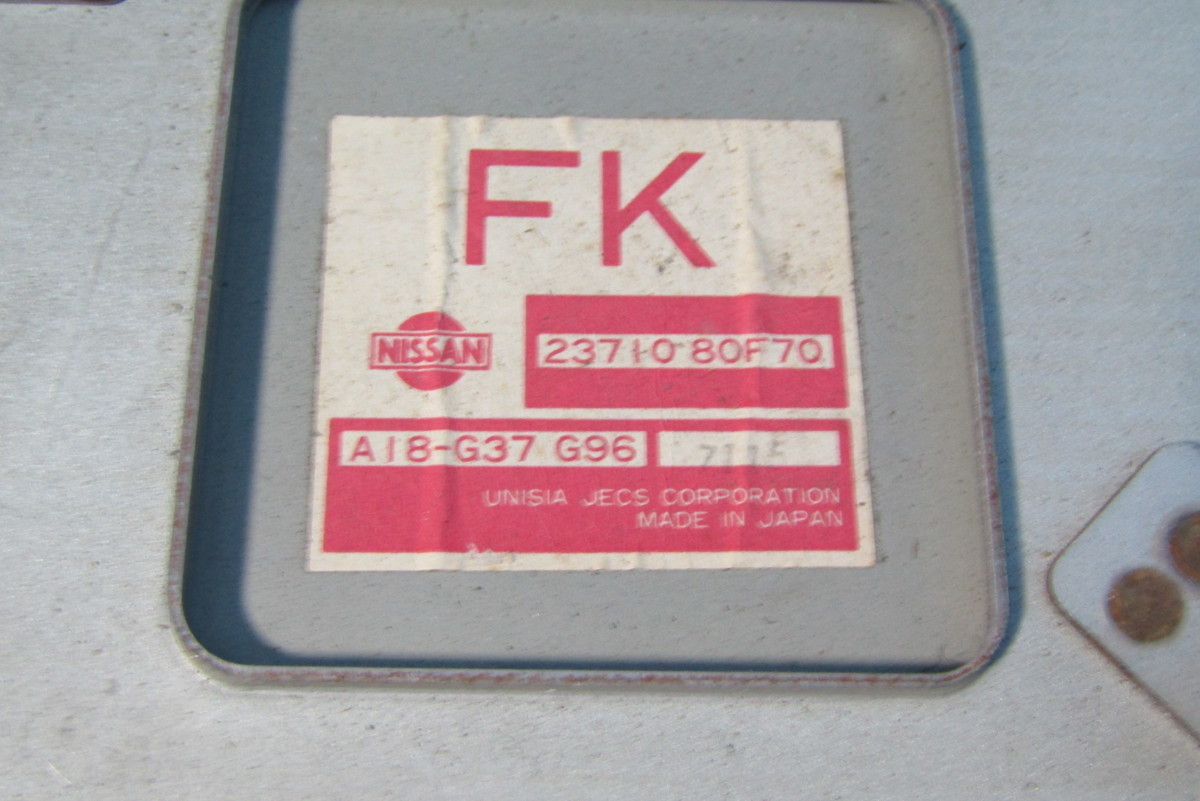 FK
NISSAN
23710 80F70
A18-G37 G96
UNISIA JECS CORPORATION
MADE IN JAPAN